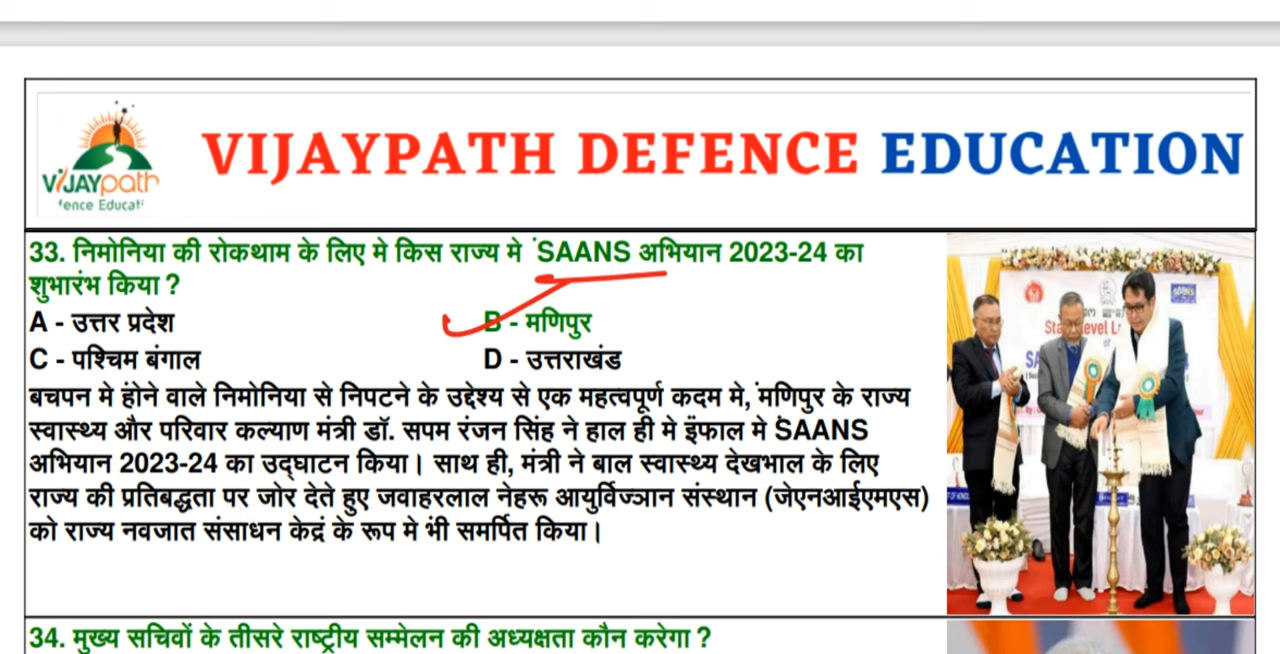 VIJAYPATH DEFENCE EDUCATION
VIJAYpath
fence Educati
33. निमोनिया की रोकथाम के लिए मे किस राज्य मे SAANS अभियान 2023-24 का
शुभारंभ किया ?
A - उत्तर प्रदेश
B - मणिपुर
C - पश्चिम बंगाल
D - उत्तराखंड
बचपन मे होंने वाले निमोनिया से निपटने के उद्देश्य से एक महत्वपूर्ण कदम मे, मणिपुर के राज्य
स्वास्थ्य और परिवार कल्याण मंत्री डॉ. सपम रंजन सिंह ने हाल ही मे इंफाल मे SAANS
अभियान 2023-24 का उद्घाटन किया। साथ ही, मंत्री ने बाल स्वास्थ्य देखभाल के लिए
राज्य की प्रतिबद्धता पर जोर देते हुए जवाहरलाल नेहरू आयुर्विज्ञान संस्थान (जेएनआईएमएस)
को राज्य नवजात संसाधन केद्रं के रूप मे भी समर्पित किया।
34. मुख्य सचिवों के तीसरे राष्ट्रीय सम्मेलन की अध्यक्षता कौन करेगा ?